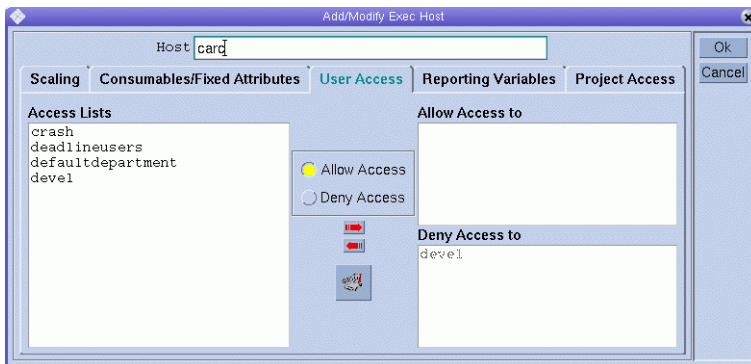 Add/Modify Exec Host
Host carc
Ok
Cancel
Scaling Consumables/Fixed Attributes User Access Reporting Variables Project Access
Access Lists
crash
deadlineusers
defaultdepartment
devel
Allow Access
Deny Access
Allow Access to
Deny Access to
devel